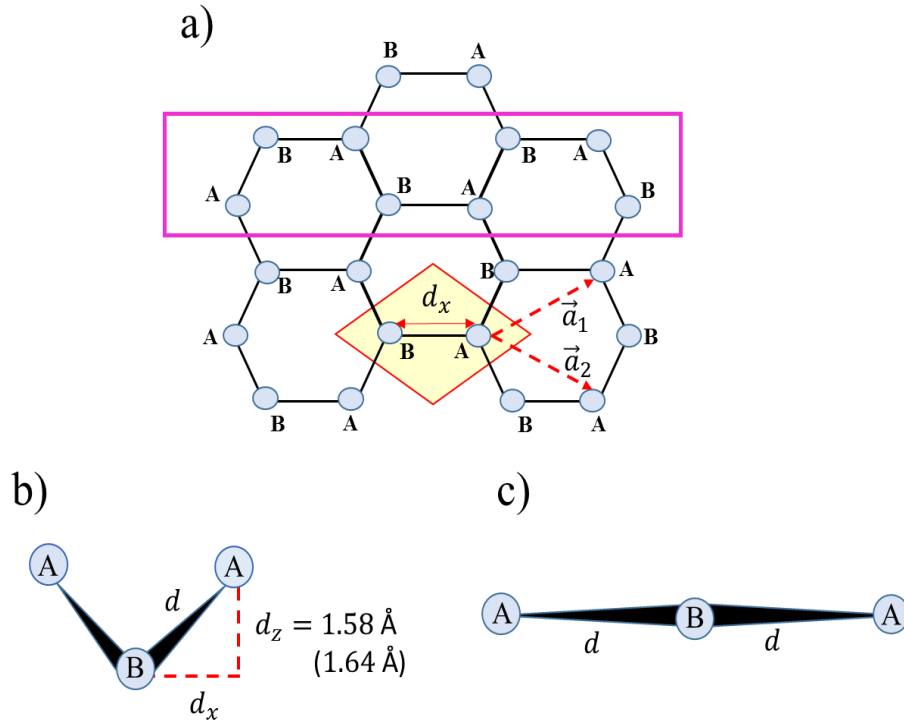 a)
B A
B A B A
A B A B
B A B A
d_x
A B A B
a⃗_1
a⃗_2
B A B A
b)
c)
A A
d
d_z = 1.58 Å
(1.64 Å)
B
d_x
A B A
d d